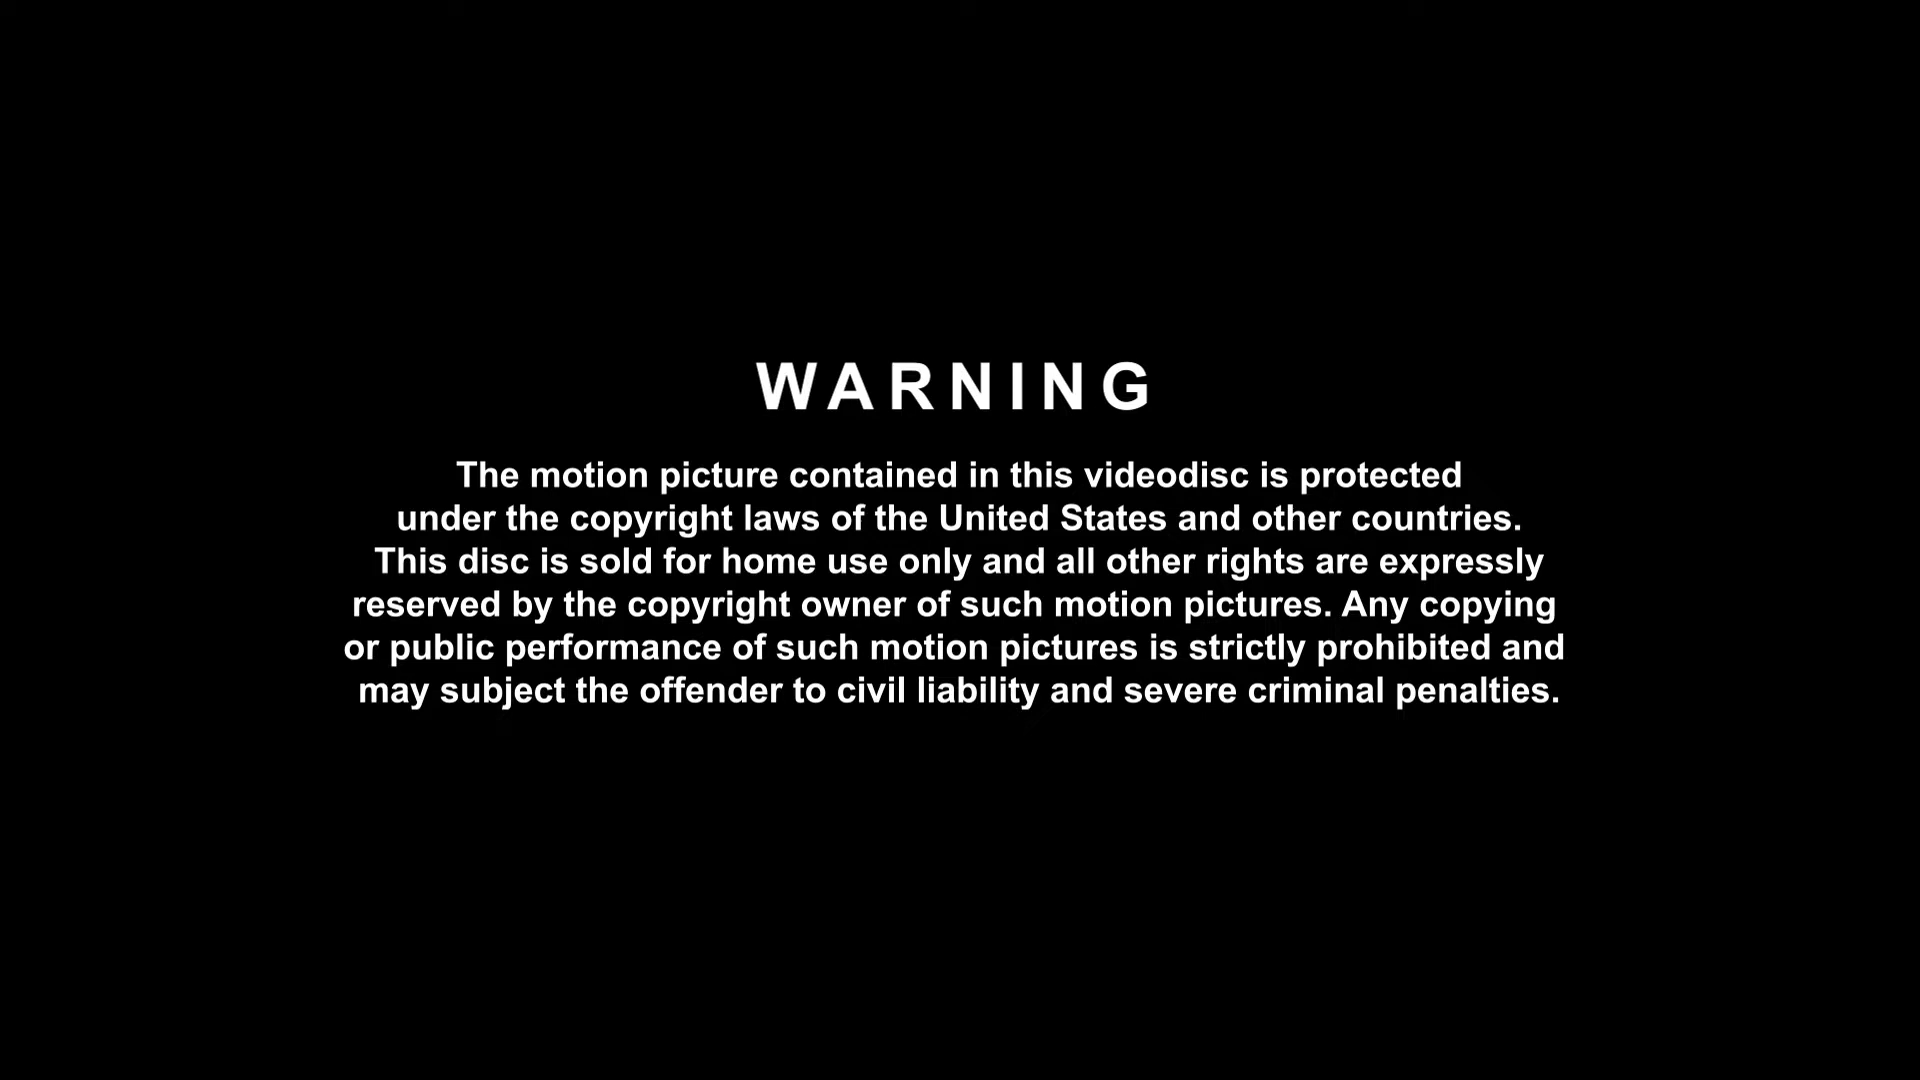 WARNING
The motion picture contained in this videodisc is protected
under the copyright laws of the United States and other countries.
This disc is sold for home use only and all other rights are expressly
reserved by the copyright owner of such motion pictures. Any copying
or public performance of such motion pictures is strictly prohibited and
may subject the offender to civil liability and severe criminal penalties.